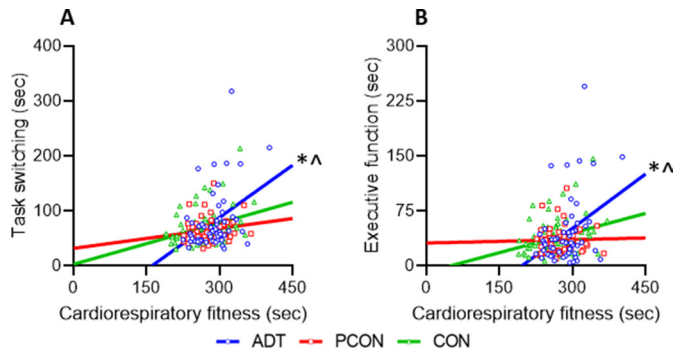 A
B
400
300
200
100
0
Task switching (sec)
0
150
300
450
Cardiorespiratory fitness (sec)
*^
300
225
150
75
0
Executive function (sec)
0
150
300
450
Cardiorespiratory fitness (sec)
*^
ADT PCON CON